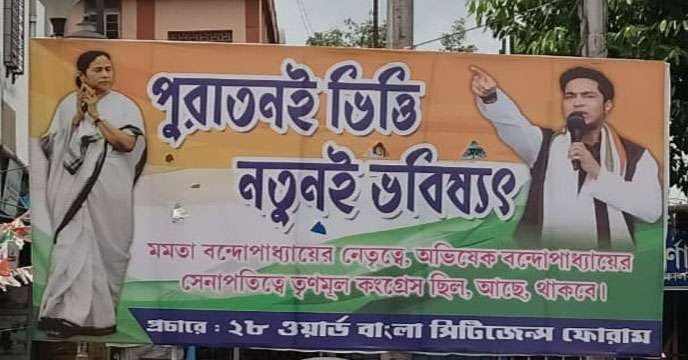 পুরাতনই ভিত্তি
নতুনই ভবিষ্যৎ
মমতা বন্দোপাধ্যায়ের নেতৃত্বে, অভিষেক বন্দোপাধ্যায়ের
সেনাপতিত্বে তৃণমূল কংগ্রেস ছিল, আছে, থাকবে।
প্রচারে : ২৮ ওয়ার্ড বাংলা সিটিজেন্স ফোরাম